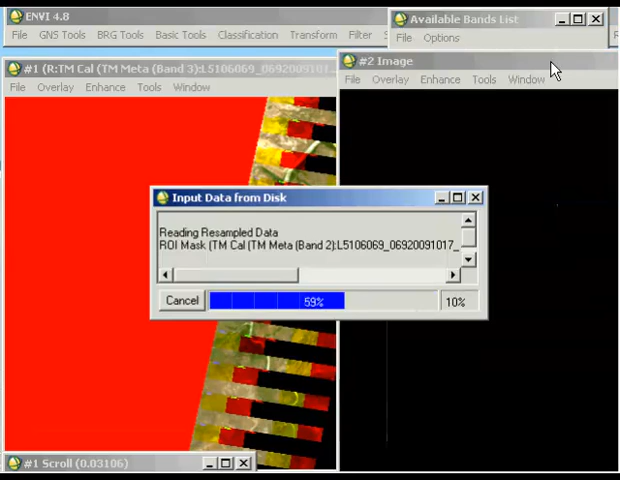 ENVI 4.8
Available Bands List
File GNS Tools BRG Tools Basic Tools Classification Transform Filter
File Options
#1 (R:TM Cal (TM Meta (Band 3):L5106069_06920091017_
#2 Image
File Overlay Enhance Tools Window
File Overlay Enhance Tools Window
Input Data from Disk
Reading Resampled Data
ROI Mask (TM Cal (TM Meta (Band 2):L5106069_06920091017_
Cancel 59% 10%
#1 Scroll (0.03106)